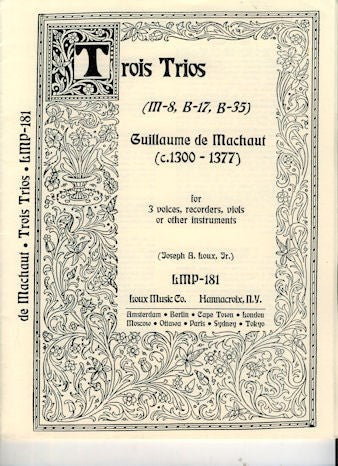 de Machaut • Trois Trios • LMP-181
Trois Trios
(M-8, B-17, B-35)
Guillaume de Machaut
(c.1300 - 1377)
for
3 voices, recorders, viols
or other instruments
(Joseph A. Loux, Jr.)
LMP-181
Loux Music Co. Hannacroix, N.Y.
Amsterdam • Berlin • Cape Town • London
Moscow • Ottawa • Paris • Sydney • Tokyo